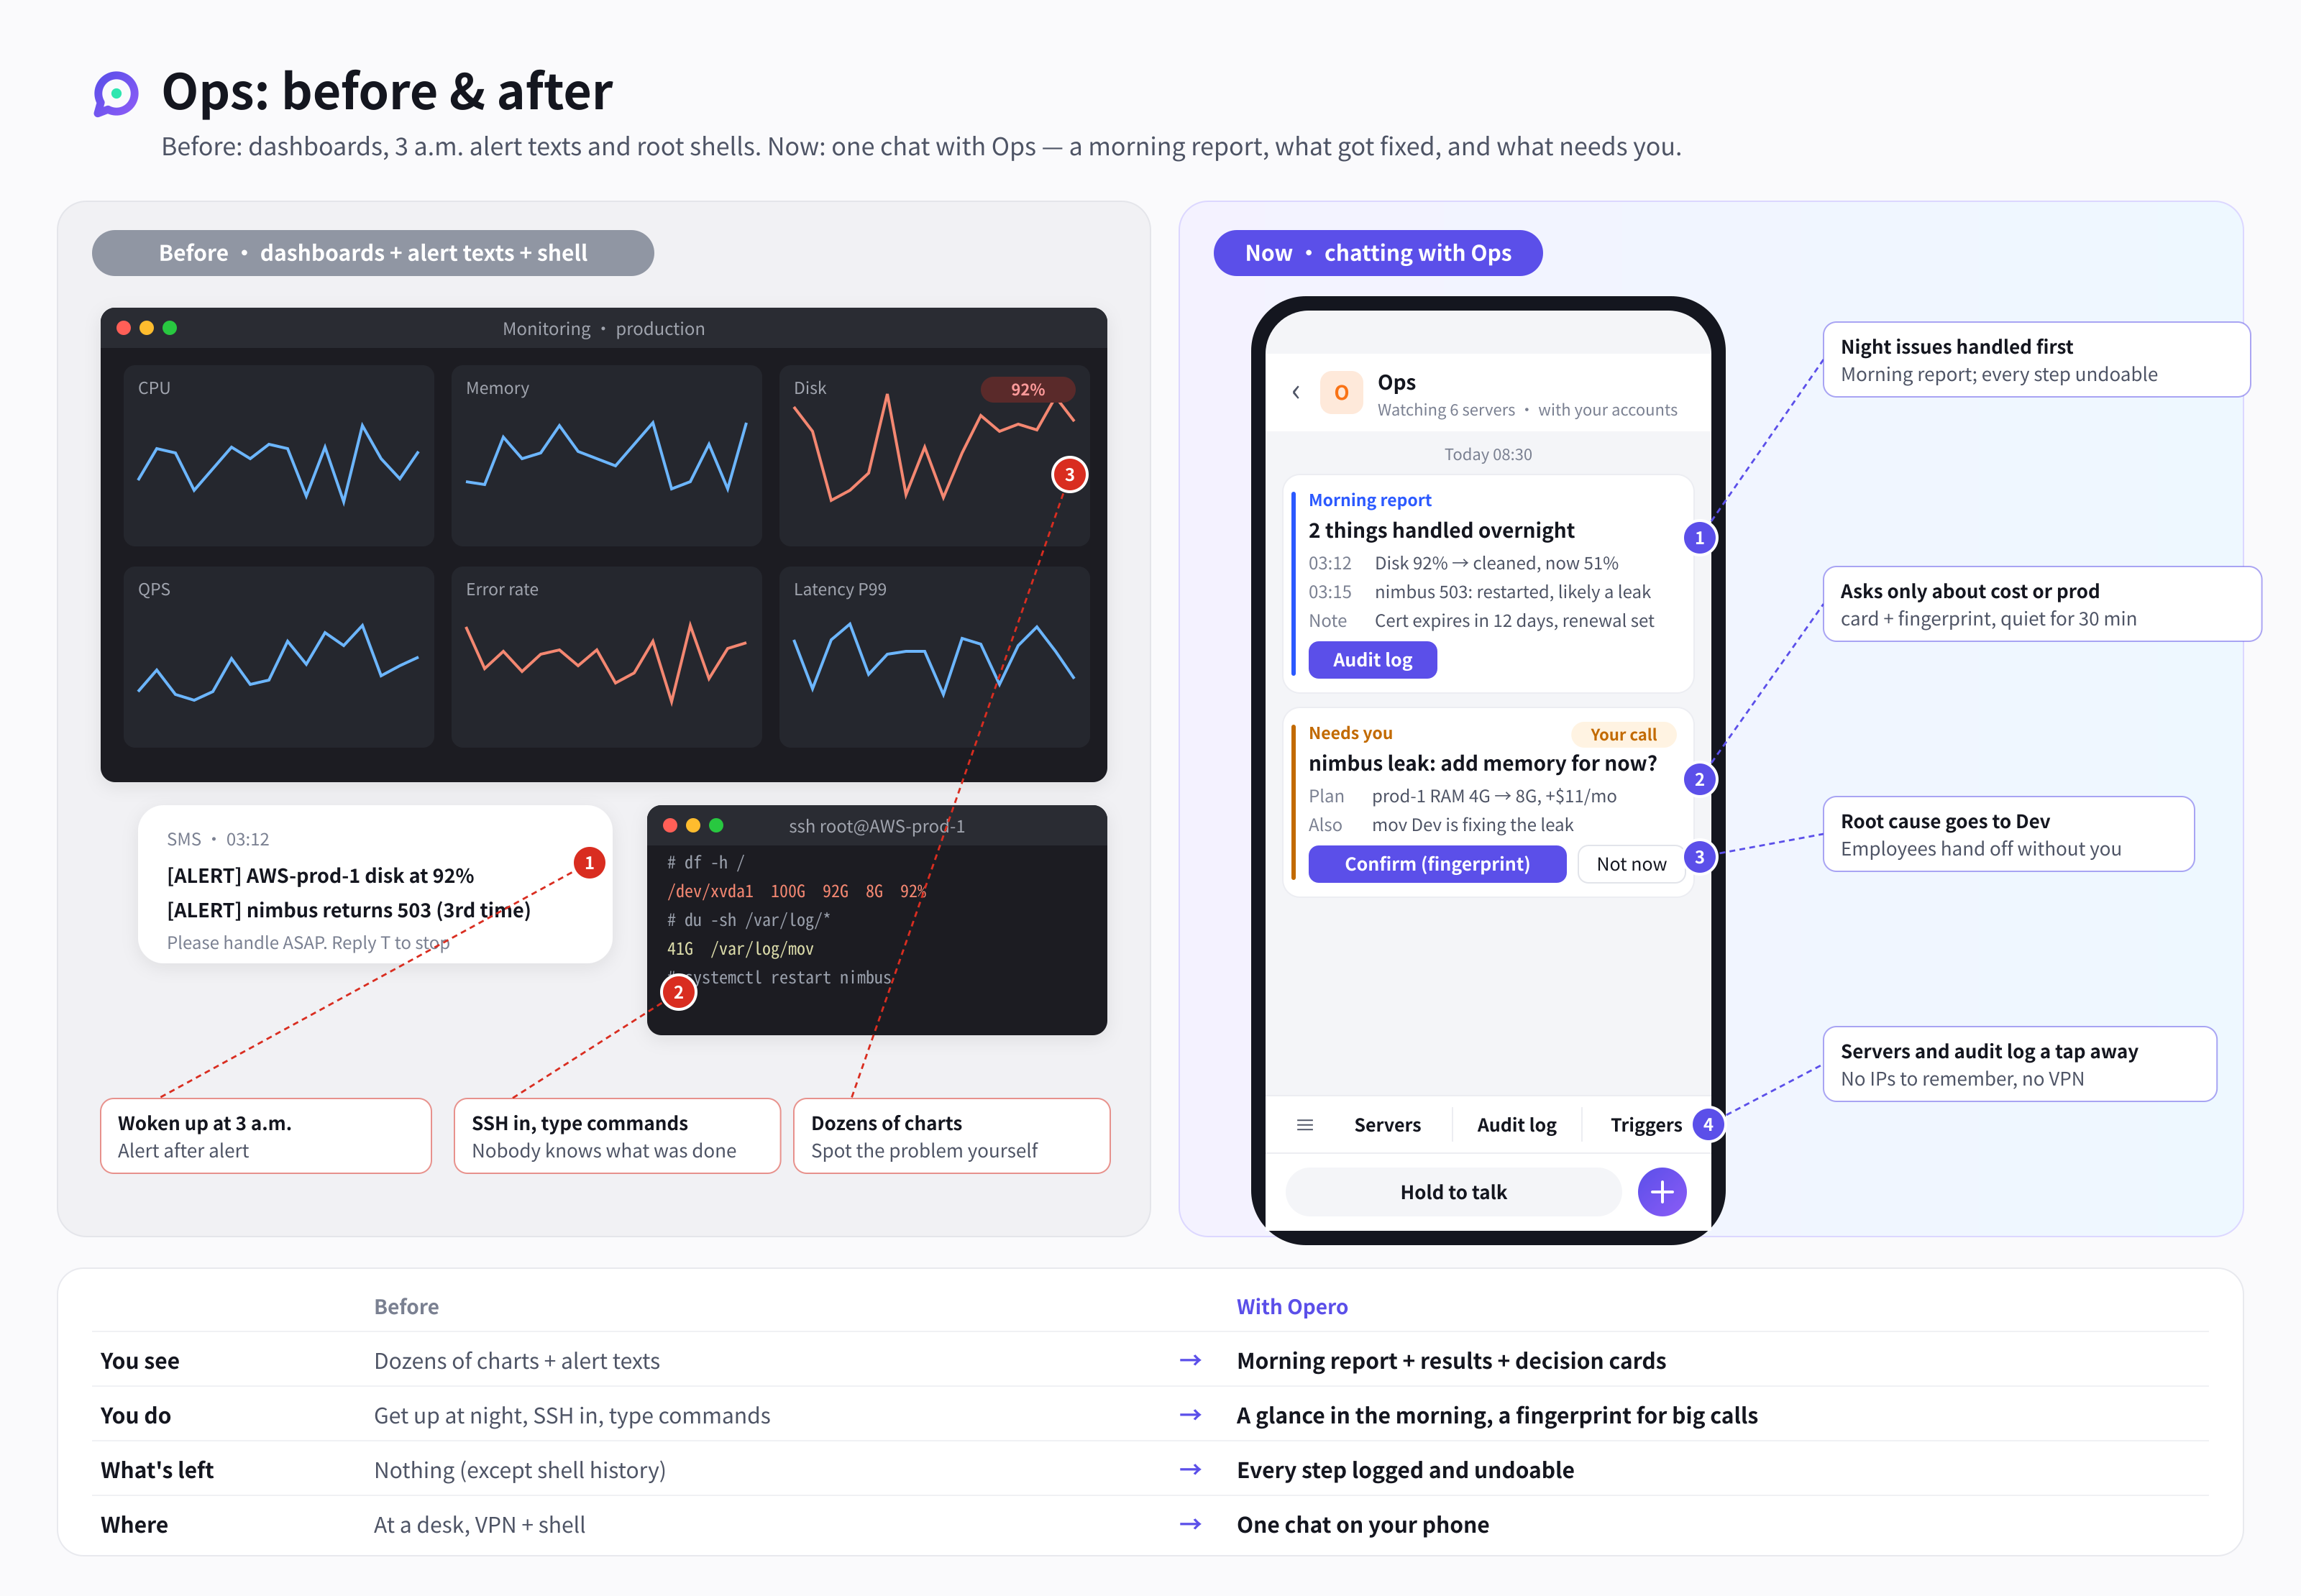 Ops: before & after
Before: dashboards, 3 a.m. alert texts and root shells. Now: one chat with Ops — a morning report, what got fixed, and what needs you.
Before • dashboards + alert texts + shell
Monitoring • production
CPU
Memory
Disk
92%
3
QPS
Error rate
Latency P99
SMS • 03:12
1
[ALERT] AWS-prod-1 disk at 92%
[ALERT] nimbus returns 503 (3rd time)
Please handle ASAP. Reply T to stop
ssh root@AWS-prod-1
# df -h /
/dev/xvda1 100G 92G 8G 92%
# du -sh /var/log/*
41G /var/log/mov
# systemctl restart nimbus
2
Woken up at 3 a.m.
Alert after alert
SSH in, type commands
Nobody knows what was done
Dozens of charts
Spot the problem yourself
Now • chatting with Ops
O
Ops
Watching 6 servers • with your accounts
Today 08:30
Morning report
2 things handled overnight
03:12 Disk 92% → cleaned, now 51%
03:15 nimbus 503: restarted, likely a leak
Note Cert expires in 12 days, renewal set
Audit log
1
Needs you
Your call
nimbus leak: add memory for now?
2
Plan prod-1 RAM 4G → 8G, +$11/mo
Also mov Dev is fixing the leak
Confirm (fingerprint)
Not now
3
Servers
Audit log
Triggers
4
Hold to talk
Night issues handled first
Morning report; every step undoable
Asks only about cost or prod
card + fingerprint, quiet for 30 min
Root cause goes to Dev
Employees hand off without you
Servers and audit log a tap away
No IPs to remember, no VPN
Before With Opero
You see Dozens of charts + alert texts → Morning report + results + decision cards
You do Get up at night, SSH in, type commands → A glance in the morning, a fingerprint for big calls
What's left Nothing (except shell history) → Every step logged and undoable
Where At a desk, VPN + shell → One chat on your phone